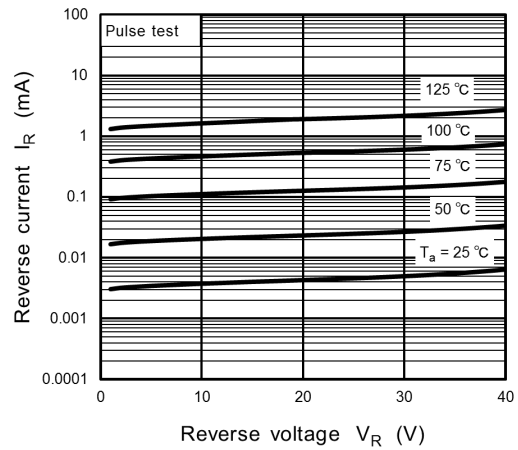 100
Pulse test
10
125 °C
1
100 °C
75 °C
0.1
50 °C
0.01
Ta = 25 °C
0.001
0.0001
0
10
20
30
40
Reverse current IR (mA)
Reverse voltage VR (V)